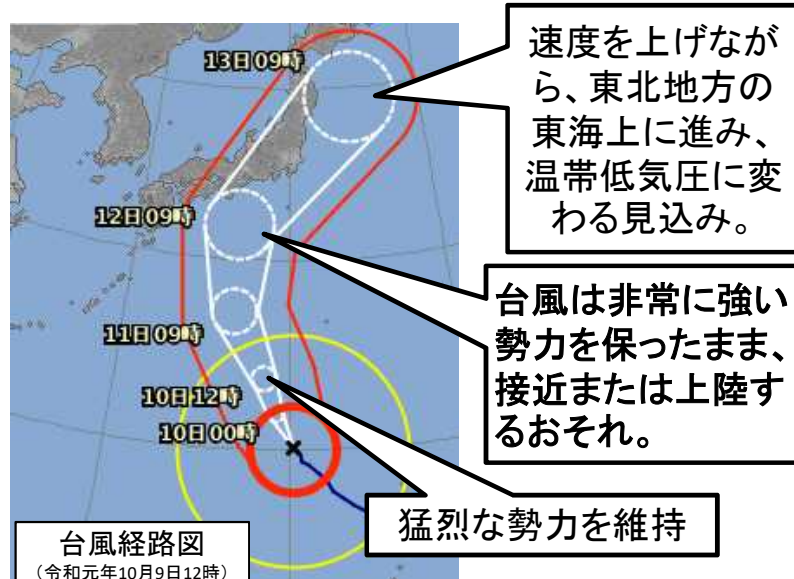 13日09時
12日09時
11日09時
10日12時
10日00時
速度を上げなが
ら、東北地方の
東海上に進み、
温帯低気圧に変
わる見込み。
台風は非常に強い
勢力を保ったまま、
接近または上陸す
るおそれ。
猛烈な勢力を維持
台風経路図
（令和元年10月9日12時）